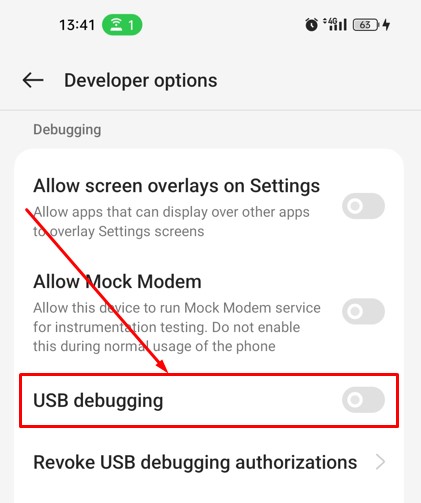 13:41 1 4G 63
Developer options
Debugging
Allow screen overlays on Settings
Allow apps that can display over other apps
to overlay Settings screens
Allow Mock Modem
Allow this device to run Mock Modem service
for instrumentation testing. Do not enable
this during normal usage of the phone
USB debugging
Revoke USB debugging authorizations